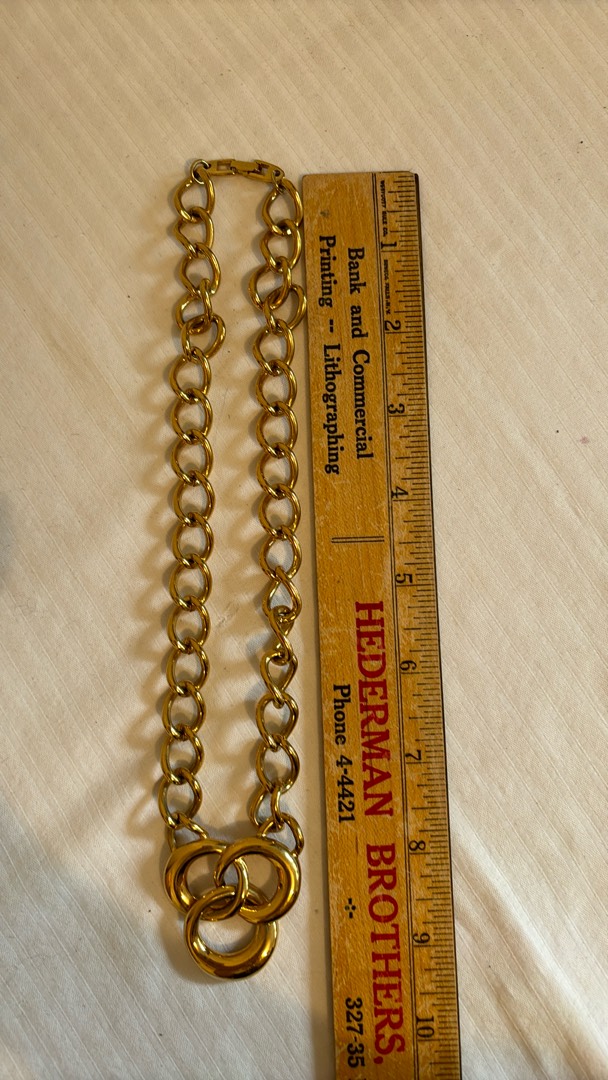 Bank and Commercial
Printing -- Lithographing
HEDERMAN BROTHERS,
Phone 4-4421
327-35
1
2
3
4
5
6
7
8
9
10